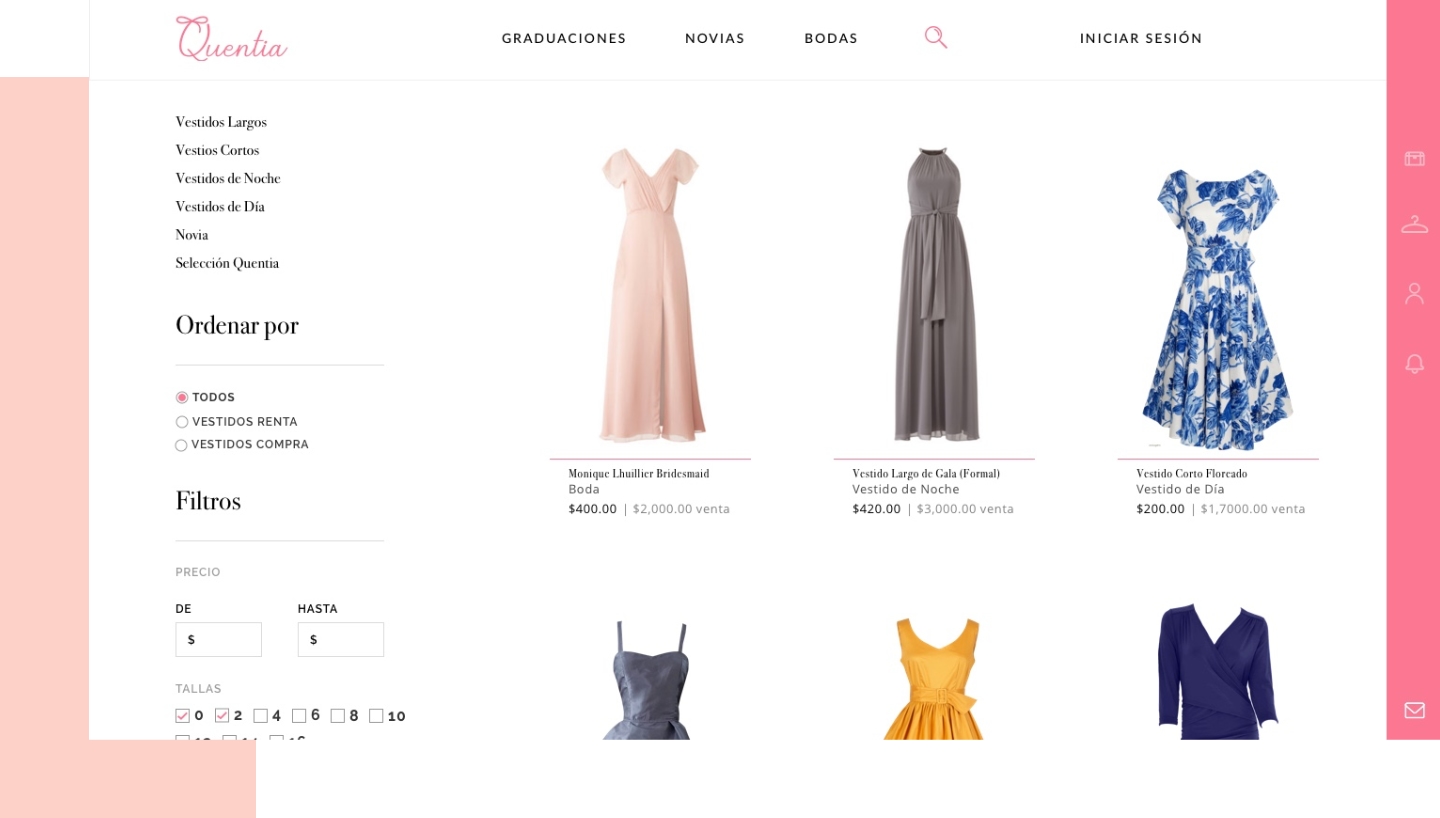 Quentia
GRADUACIONES NOVIAS BODAS INICIAR SESIÓN
Vestidos Largos
Vestios Cortos
Vestidos de Noche
Vestidos de Día
Novia
Selección Quentia
Ordenar por
TODOS
VESTIDOS RENTA
VESTIDOS COMPRA
Filtros
PRECIO
DE HASTA
$ $
TALLAS
0 2 4 6 8 10
Monique Lhuillier Bridesmaid
Boda
$400.00 | $2,000.00 venta
Vestido Largo de Gala (Formal)
Vestido de Noche
$420.00 | $3,000.00 venta
Vestido Corto Floreado
Vestido de Día
$200.00 | $1,7000.00 venta